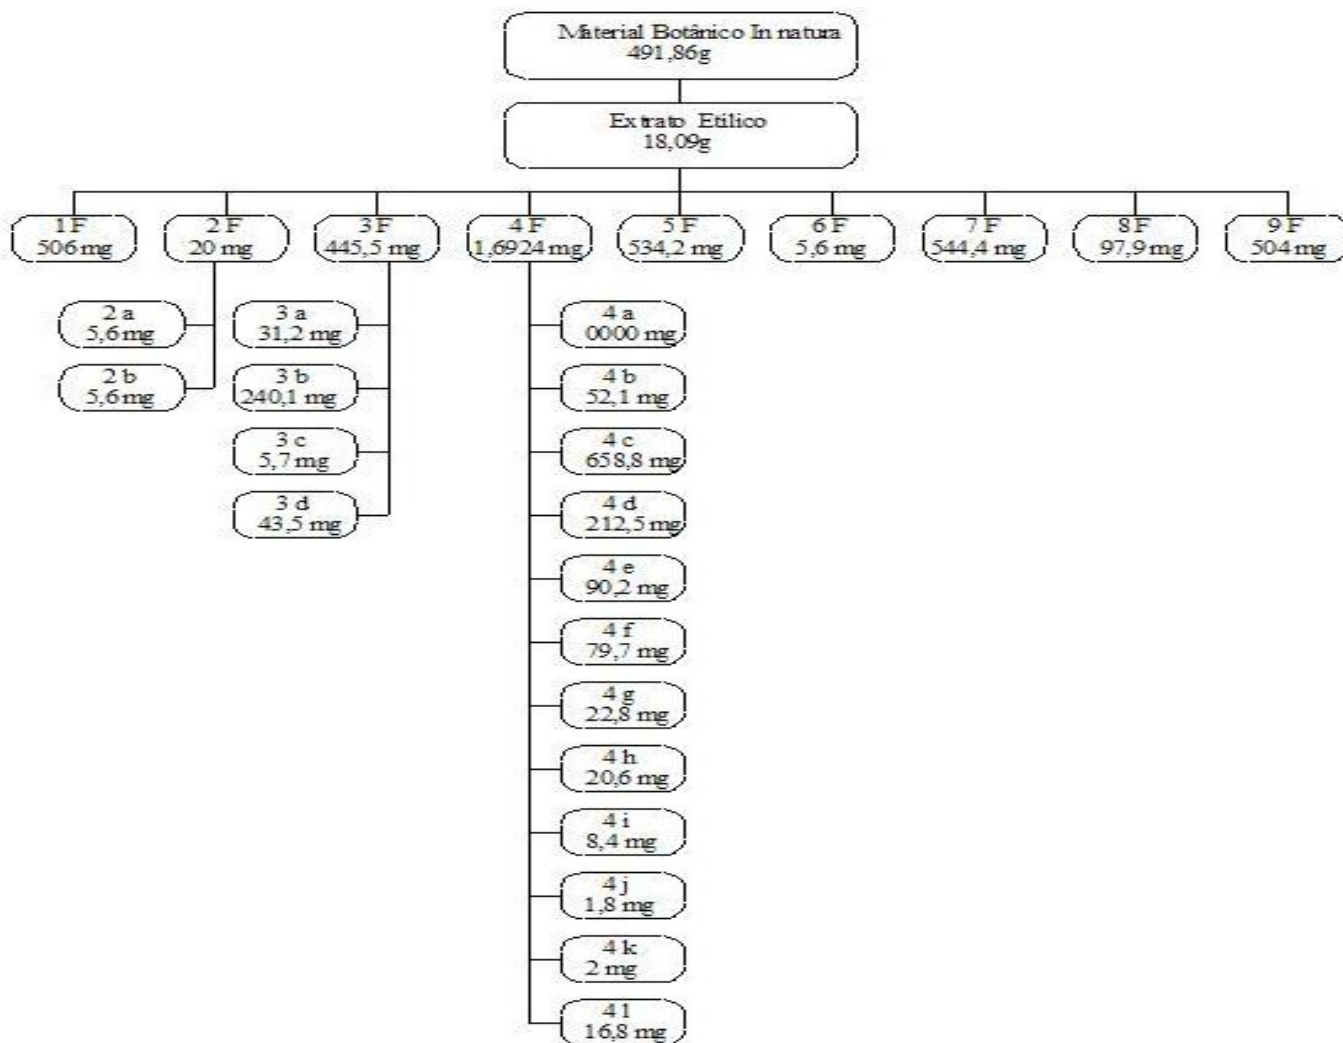 Material Botânico In natura
491,86g
Extrato Etilico
18,09g
1 F
506 mg
2 F
20 mg
3 F
445,5 mg
4 F
1,6924 mg
5 F
534,2 mg
6 F
5,6 mg
7 F
544,4 mg
8 F
97,9 mg
9 F
504 mg
2 a
5,6 mg
2 b
5,6 mg
3 a
31,2 mg
3 b
240,1 mg
3 c
5,7 mg
3 d
43,5 mg
4 a
0000 mg
4 b
52,1 mg
4 c
658,8 mg
4 d
212,5 mg
4 e
90,2 mg
4 f
79,7 mg
4 g
22,8 mg
4 h
20,6 mg
4 i
8,4 mg
4 j
1,8 mg
4 k
2 mg
4 l
16,8 mg